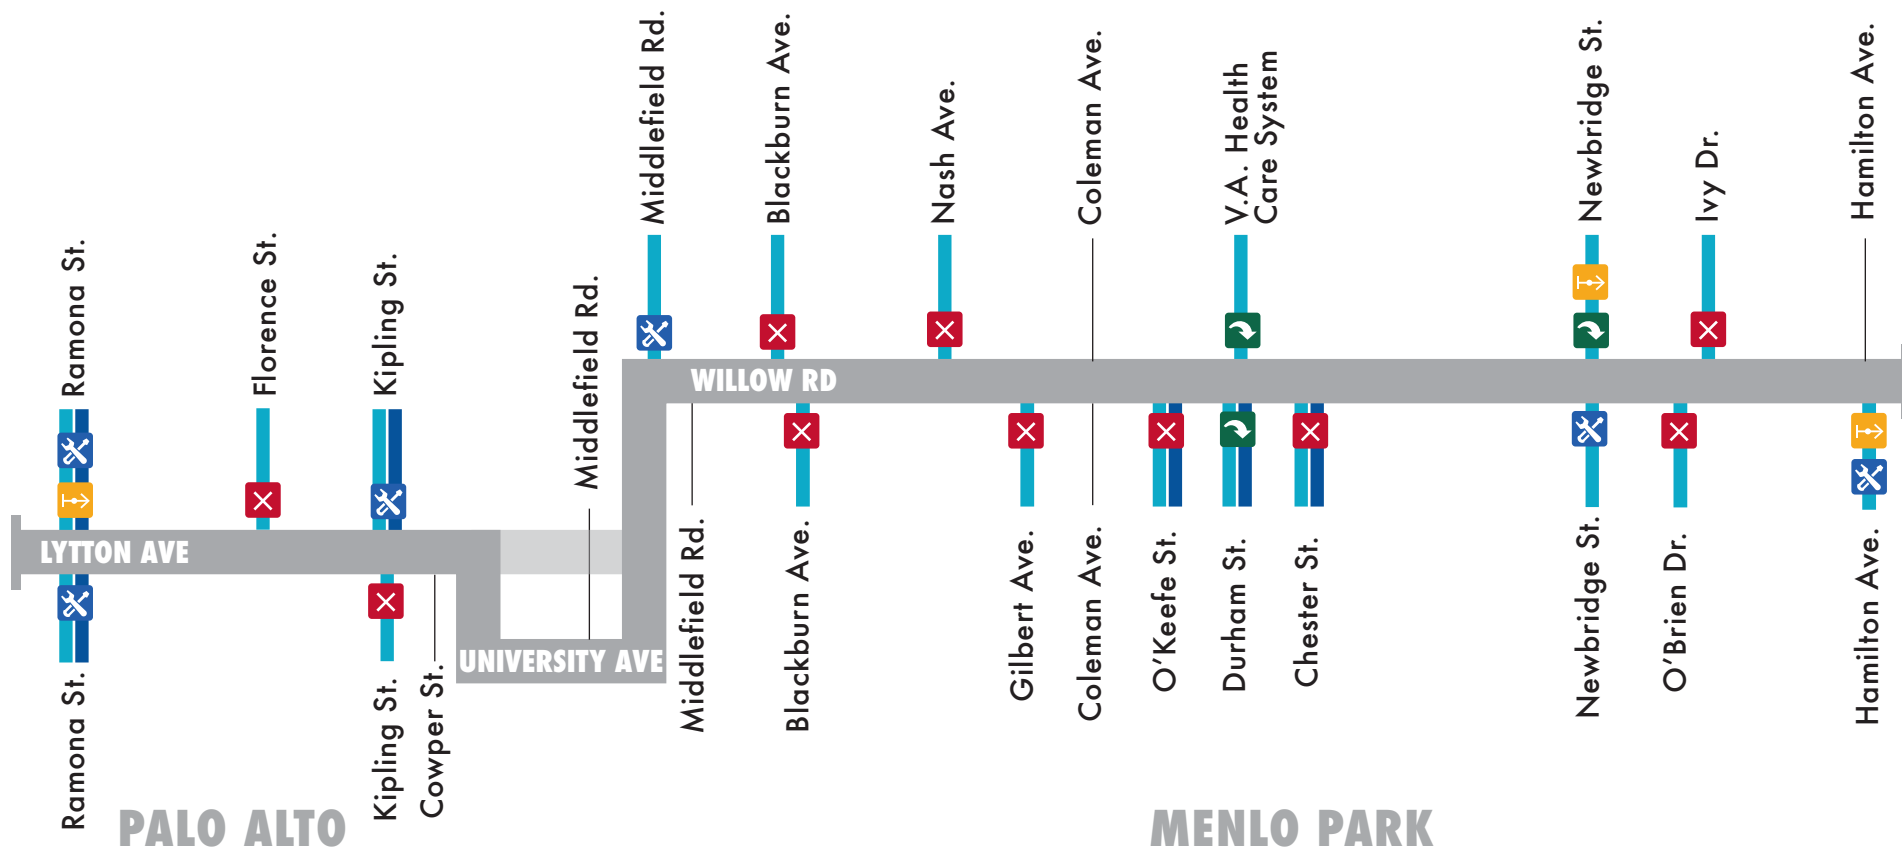 Middlefield Rd.
Blackburn Ave.
Nash Ave.
Coleman Ave.
V.A. Health
Care System
Newbridge St.
Ivy Dr.
Hamilton Ave.
Ramona St.
Florence St.
Kipling St.
Middlefield Rd.
WILLOW RD
LYTTON AVE
UNIVERSITY AVE
Ramona St.
Kipling St.
Cowper St.
Middlefield Rd.
Blackburn Ave.
Gilbert Ave.
Coleman Ave.
O'Keefe St.
Durham St.
Chester St.
Newbridge St.
O'Brien Dr.
Hamilton Ave.
PALO ALTO
MENLO PARK